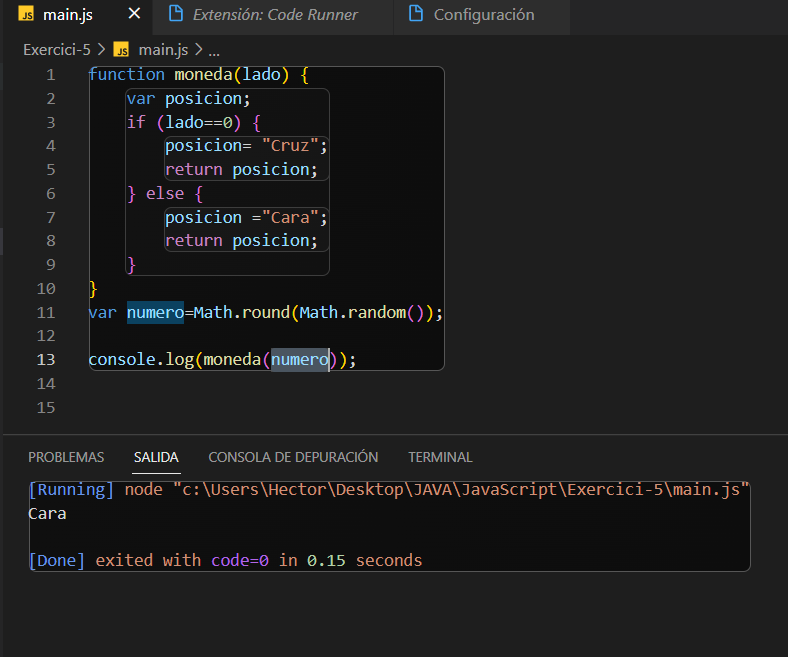 JS main.js × Extensión: Code Runner Configuración
Exercici-5 > JS main.js > ...
1 function moneda(lado) {
2 var posicion;
3 if (lado==0) {
4 posicion= "Cruz";
5 return posicion;
6 } else {
7 posicion ="Cara";
8 return posicion;
9 }
10 }
11 var numero=Math.round(Math.random());
12
13 console.log(moneda(numero));
14
15
PROBLEMAS SALIDA CONSOLA DE DEPURACIÓN TERMINAL
[Running] node "c:\Users\Hector\Desktop\JAVA\JavaScript\Exercici-5\main.js"
Cara
[Done] exited with code=0 in 0.15 seconds